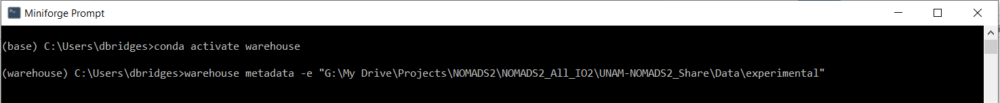 Miniforge Prompt
(base) C:\Users\dbridges>conda activate warehouse
(warehouse) C:\Users\dbridges>warehouse metadata -e "G:\My Drive\Projects\NOMADS2\NOMADS2_All_IO2\UNAM-NOMADS2_Share\Data\experimental"